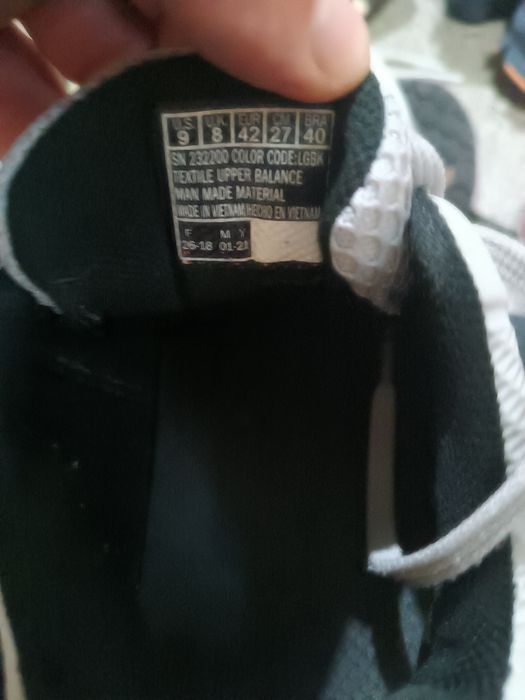 U.S. U.K. EUR CM BRA
9 8 42 27 40
SN 232200 COLOR CODE:LGBK
TEXTILE UPPER BALANCE
MAN MADE MATERIAL
MADE IN VIETNAM/HECHO EN VIETNAM
F M Y
26-18 01-21